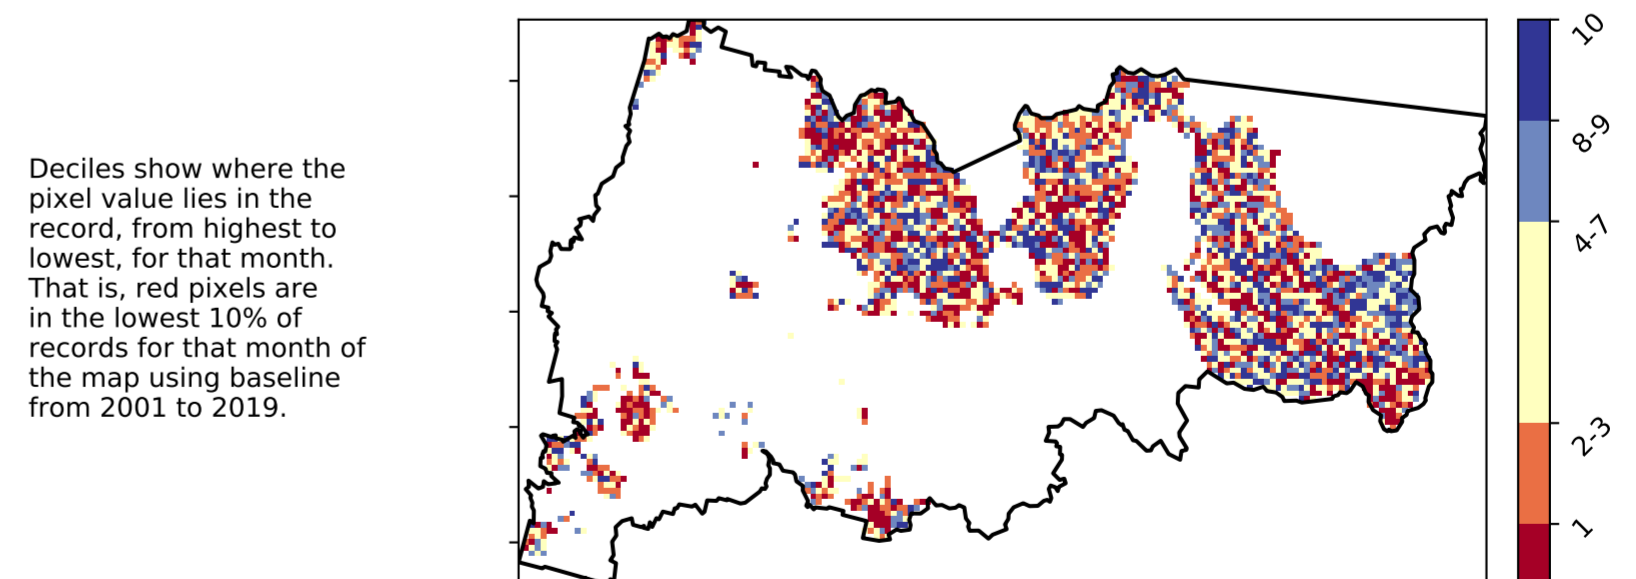 Deciles show where the
pixel value lies in the
record, from highest to
lowest, for that month.
That is, red pixels are
in the lowest 10% of
records for that month of
the map using baseline
from 2001 to 2019.
10
8-9
4-7
2-3
1